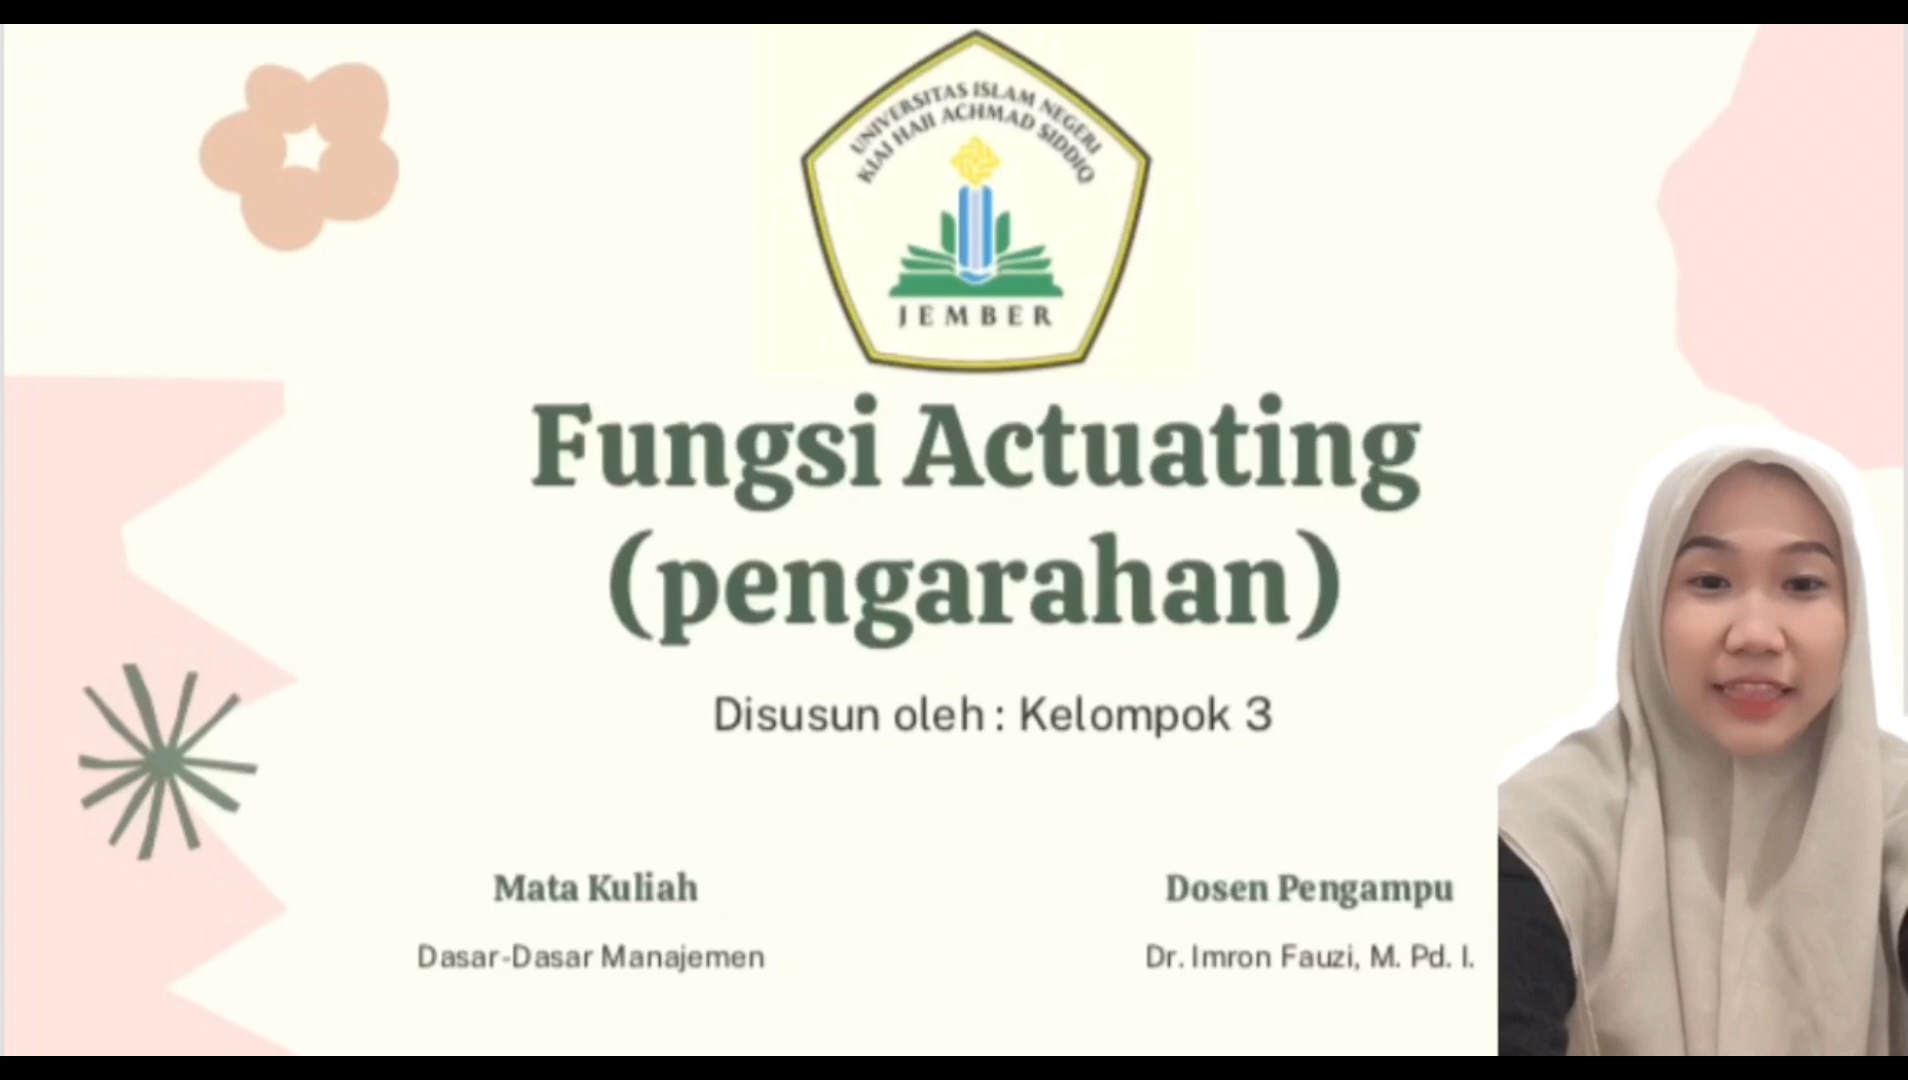 UNIVERSITAS ISLAM NEGERI
KIAI HAJI ACHMAD SIDDIQ
JEMBER
Fungsi Actuating
(pengarahan)
Disusun oleh : Kelompok 3
Mata Kuliah
Dasar-Dasar Manajemen
Dosen Pengampu
Dr. Imron Fauzi, M. Pd. I.